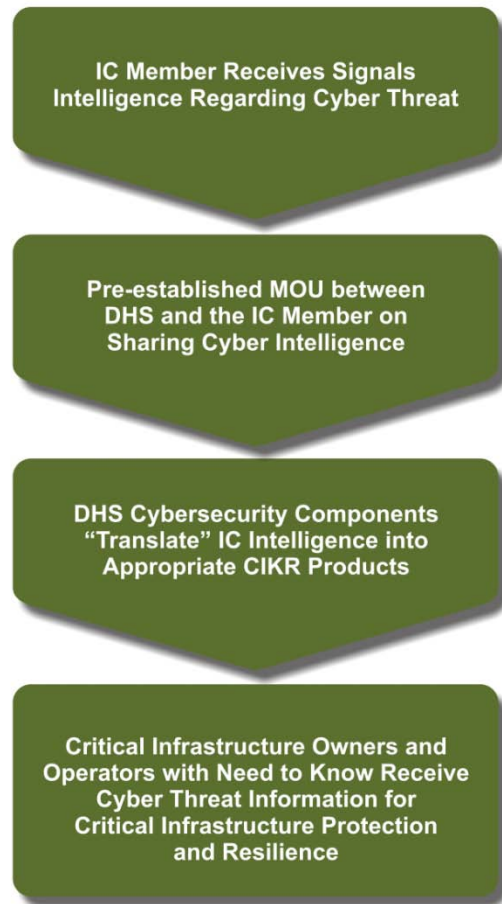 IC Member Receives Signals
Intelligence Regarding Cyber Threat
Pre-established MOU between
DHS and the IC Member on
Sharing Cyber Intelligence
DHS Cybersecurity Components
“Translate” IC Intelligence into
Appropriate CIKR Products
Critical Infrastructure Owners and
Operators with Need to Know Receive
Cyber Threat Information for
Critical Infrastructure Protection
and Resilience